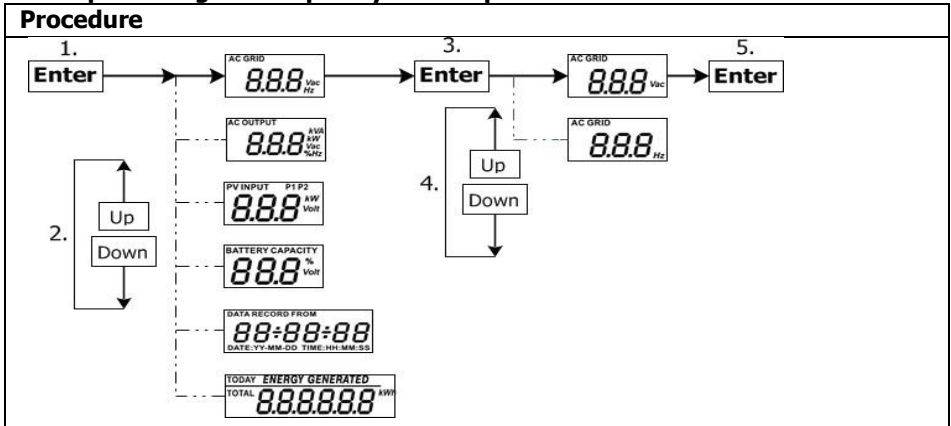 Procedure
1.
Enter
AC GRID
8.8.8 Vac
Hz
3.
Enter
AC GRID
8.8.8 Vac
5.
Enter
AC OUTPUT
8.8.8 kVA
kW
Vac
%Hz
AC GRID
8.8.8 Hz
2.
Up
Down
PV INPUT P1 P2
8.8.8 kW
Volt
4.
Up
Down
BATTERY CAPACITY
88.8 %
Volt
DATA RECORD FROM
88:88:88
DATE:YY-MM-DD TIME:HH:MM:SS
TODAY ENERGY GENERATED
TOTAL 8.8.8.8.8.8 kWh